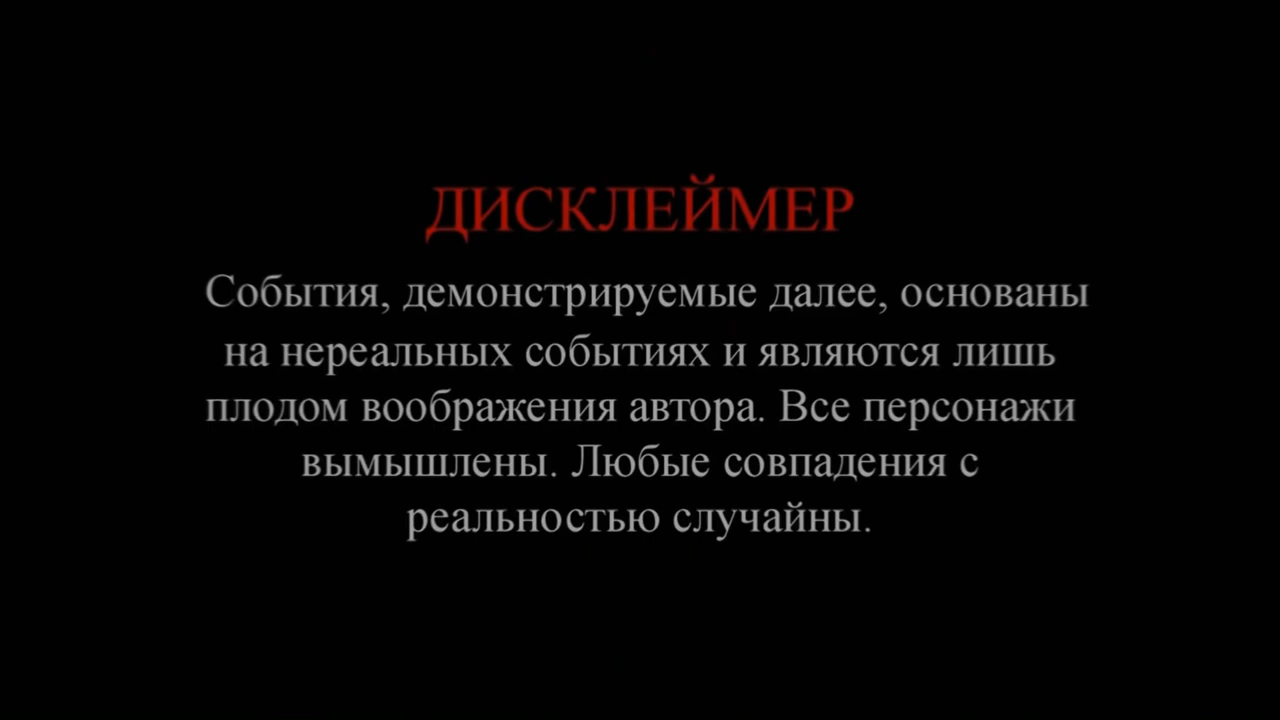 ДИСКЛЕЙМЕР
События, демонстрируемые далее, основаны
на нереальных событиях и являются лишь
плодом воображения автора. Все персонажи
вымышлены. Любые совпадения с
реальностью случайны.